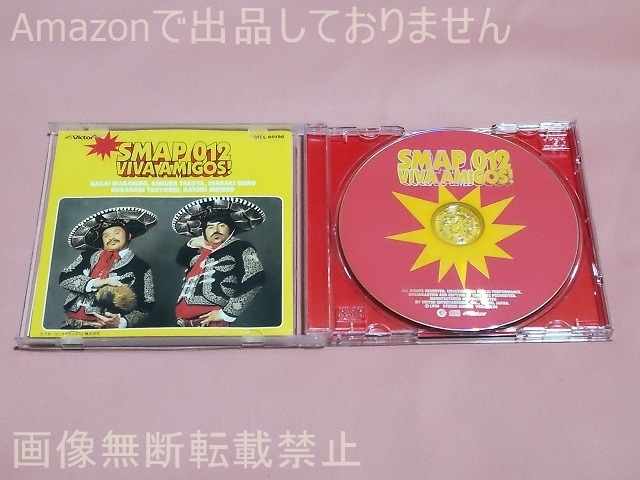 Amazonで出品しておりません
Victor
SMAP 012
VIVA AMIGOS!
NAKAI MASAHIRO, KIMURA TAKUYA, INAGAKI GORO
KUSANAGI TSUYOSHI, KATORI SHINGO
SMAP 012
VIVA AMIGOS!
Victor
画像無断転載禁止